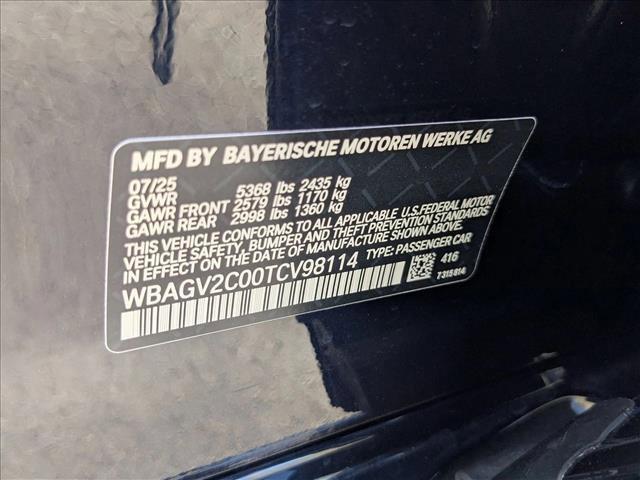 MFD BY BAYERISCHE MOTOREN WERKE AG
07/25
GVWR 5368 lbs 2435 kg
GAWR FRONT 2579 lbs 1170 kg
GAWR REAR 2998 lbs 1360 kg
THIS VEHICLE CONFORMS TO ALL APPLICABLE U.S.FEDERAL MOTOR
VEHICLE SAFETY, BUMPER AND THEFT PREVENTION STANDARDS
IN EFFECT ON THE DATE OF MANUFACTURE SHOWN ABOVE.
WBAGV2C00TCV98114 TYPE: PASSENGER CAR
416
7315814